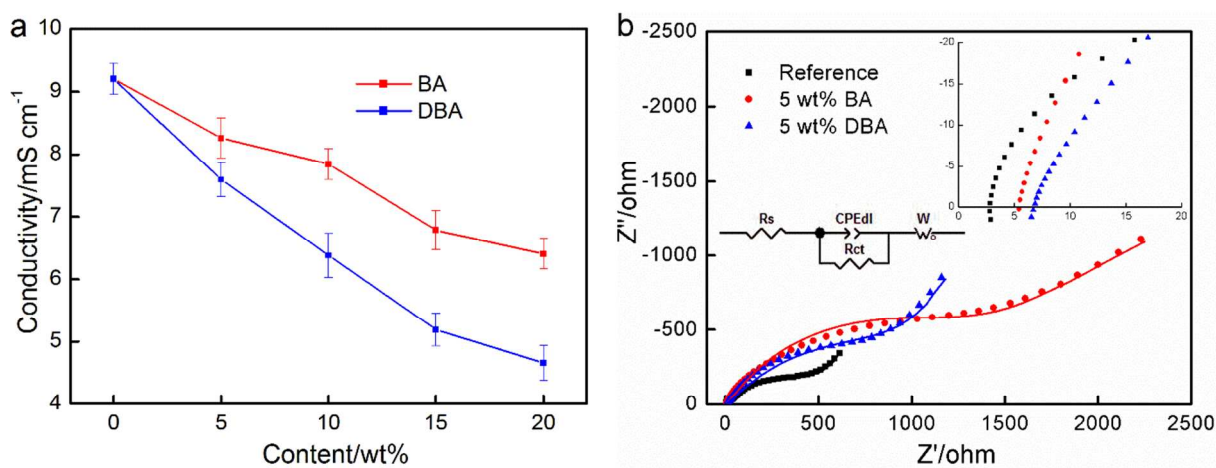 a
10
9
8
7
6
5
4
Conductivity/mS cm⁻¹
BA
DBA
0
5
10
15
20
Content/wt%
b
-2500
-2000
-1500
-1000
-500
0
Z''/ohm
Reference
5 wt% BA
5 wt% DBA
-20
-15
-10
-5
0
0
5
10
15
20
Rs
CPEdl
W
o
Rct
0
500
1000
1500
2000
2500
Z'/ohm